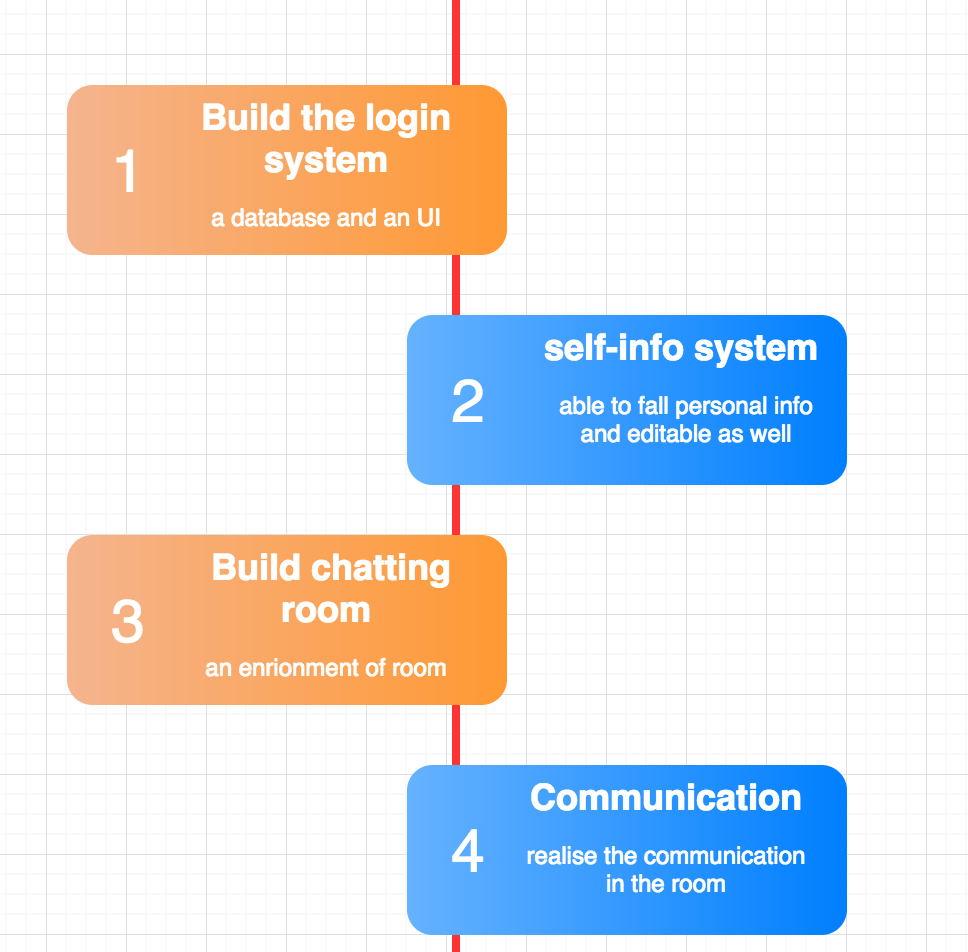 1
Build the login
system
a database and an UI
2
self-info system
able to fall personal info
and editable as well
3
Build chatting
room
an enrionment of room
4
Communication
realise the communication
in the room